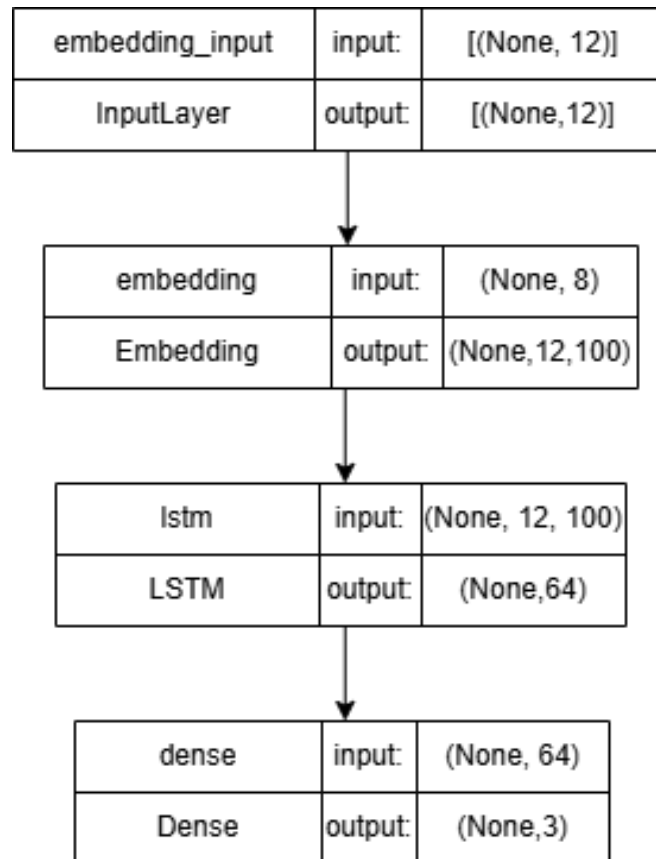 embedding_input input: [(None, 12)]
InputLayer output: [(None,12)]
embedding input: (None, 8)
Embedding output: (None,12,100)
lstm input: (None, 12, 100)
LSTM output: (None,64)
dense input: (None, 64)
Dense output: (None,3)